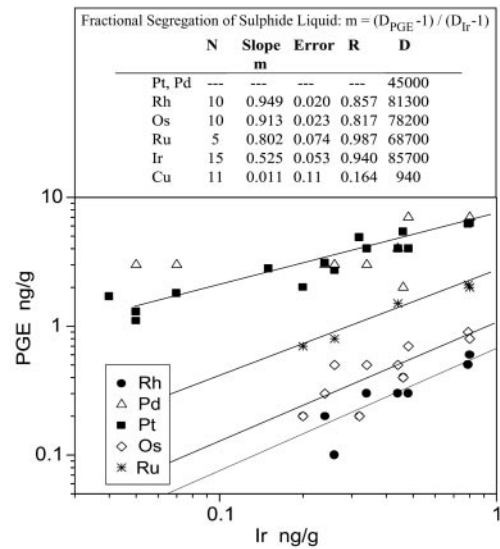 Fractional Segregation of Sulphide Liquid: m = (D_PGE -1) / (D_Ir -1)
N Slope Error R D
m
Pt, Pd --- --- --- --- 45000
Rh 10 0.949 0.020 0.857 81300
Os 10 0.913 0.023 0.817 78200
Ru 5 0.802 0.074 0.987 68700
Ir 15 0.525 0.053 0.940 85700
Cu 11 0.011 0.11 0.164 940
10
1
0.1
PGE ng/g
Rh
Pd
Pt
Os
Ru
0.1 1
Ir ng/g